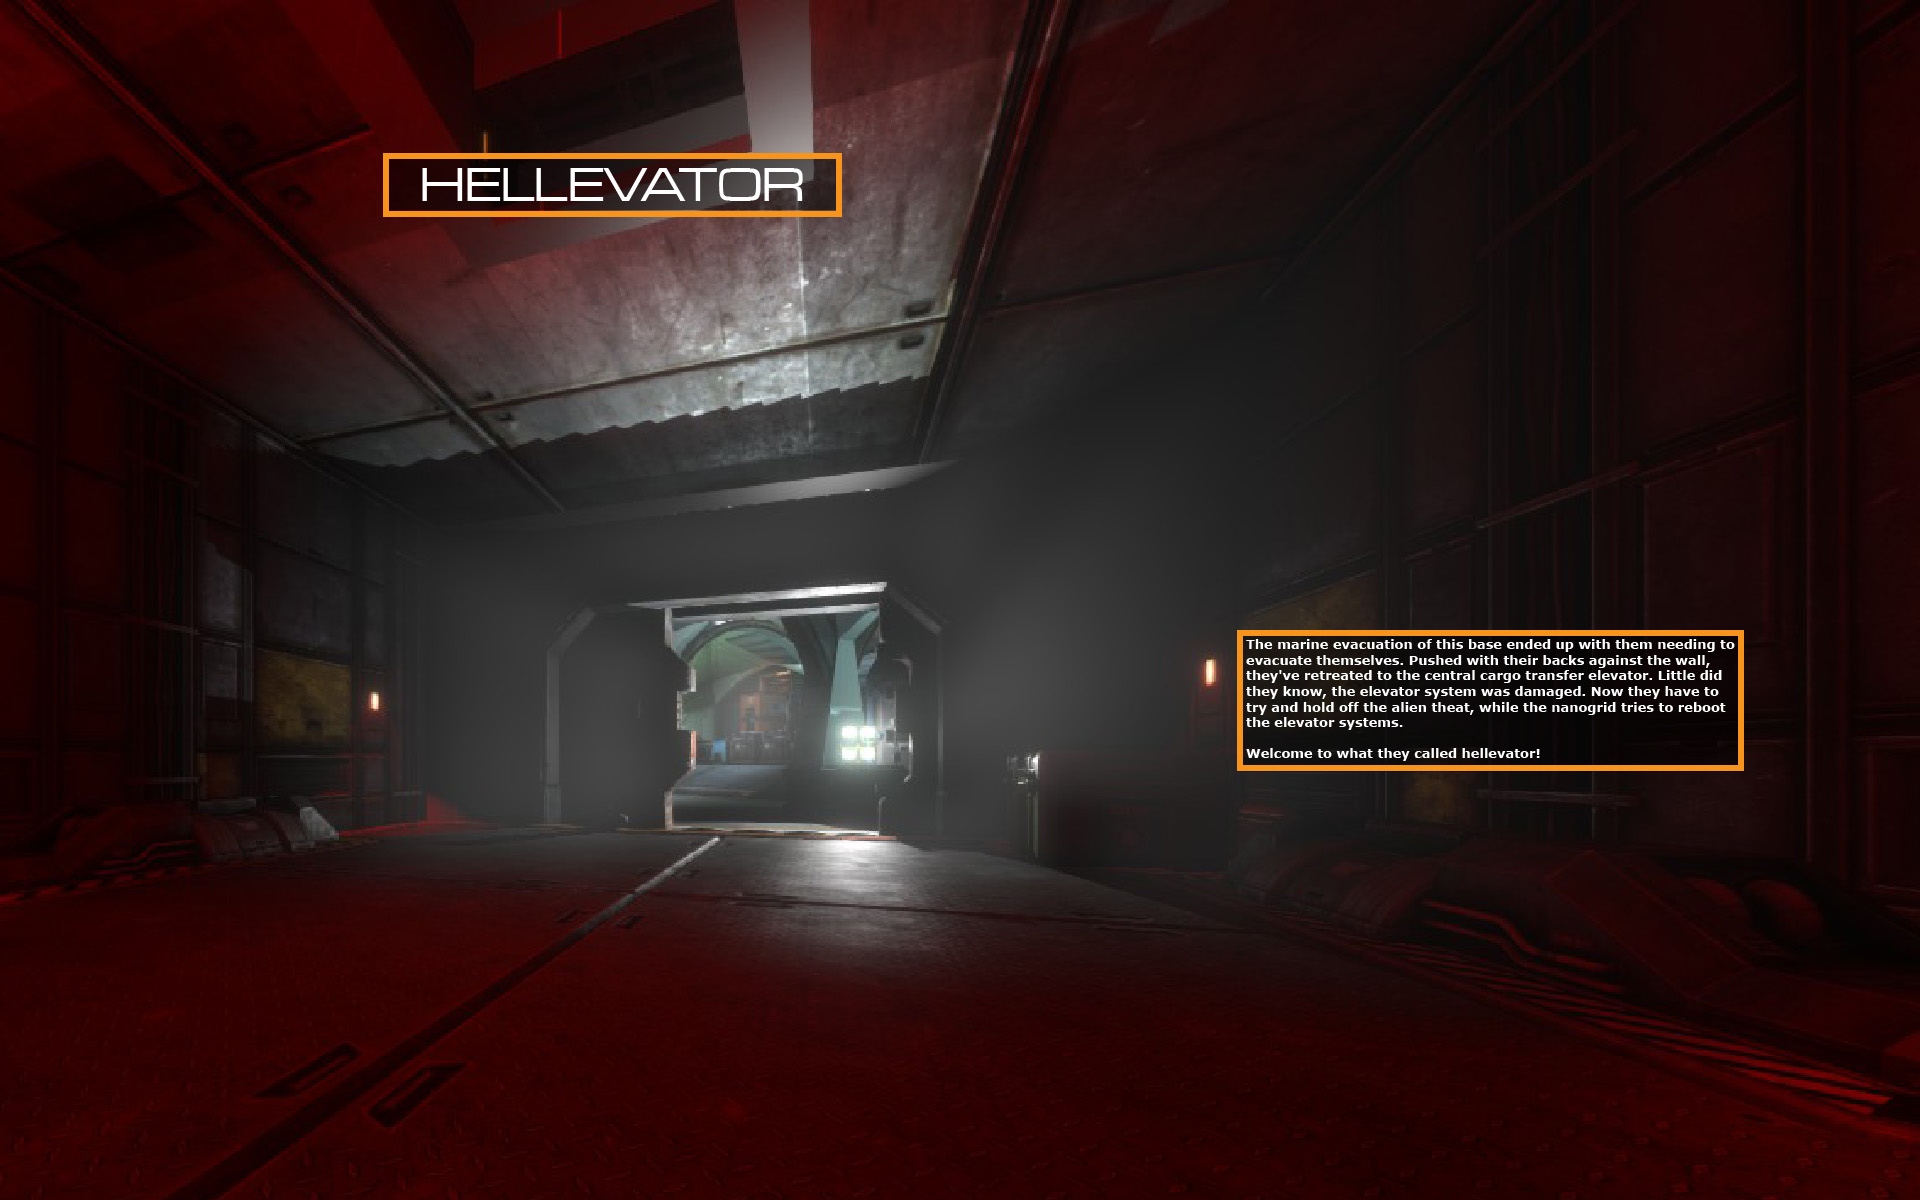 HELLEVATOR
The marine evacuation of this base ended up with them needing to
evacuate themselves. Pushed with their backs against the wall,
they've retreated to the central cargo transfer elevator. Little did
they know, the elevator system was damaged. Now they have to
try and hold off the alien theat, while the nanogrid tries to reboot
the elevator systems.
Welcome to what they called hellevator!